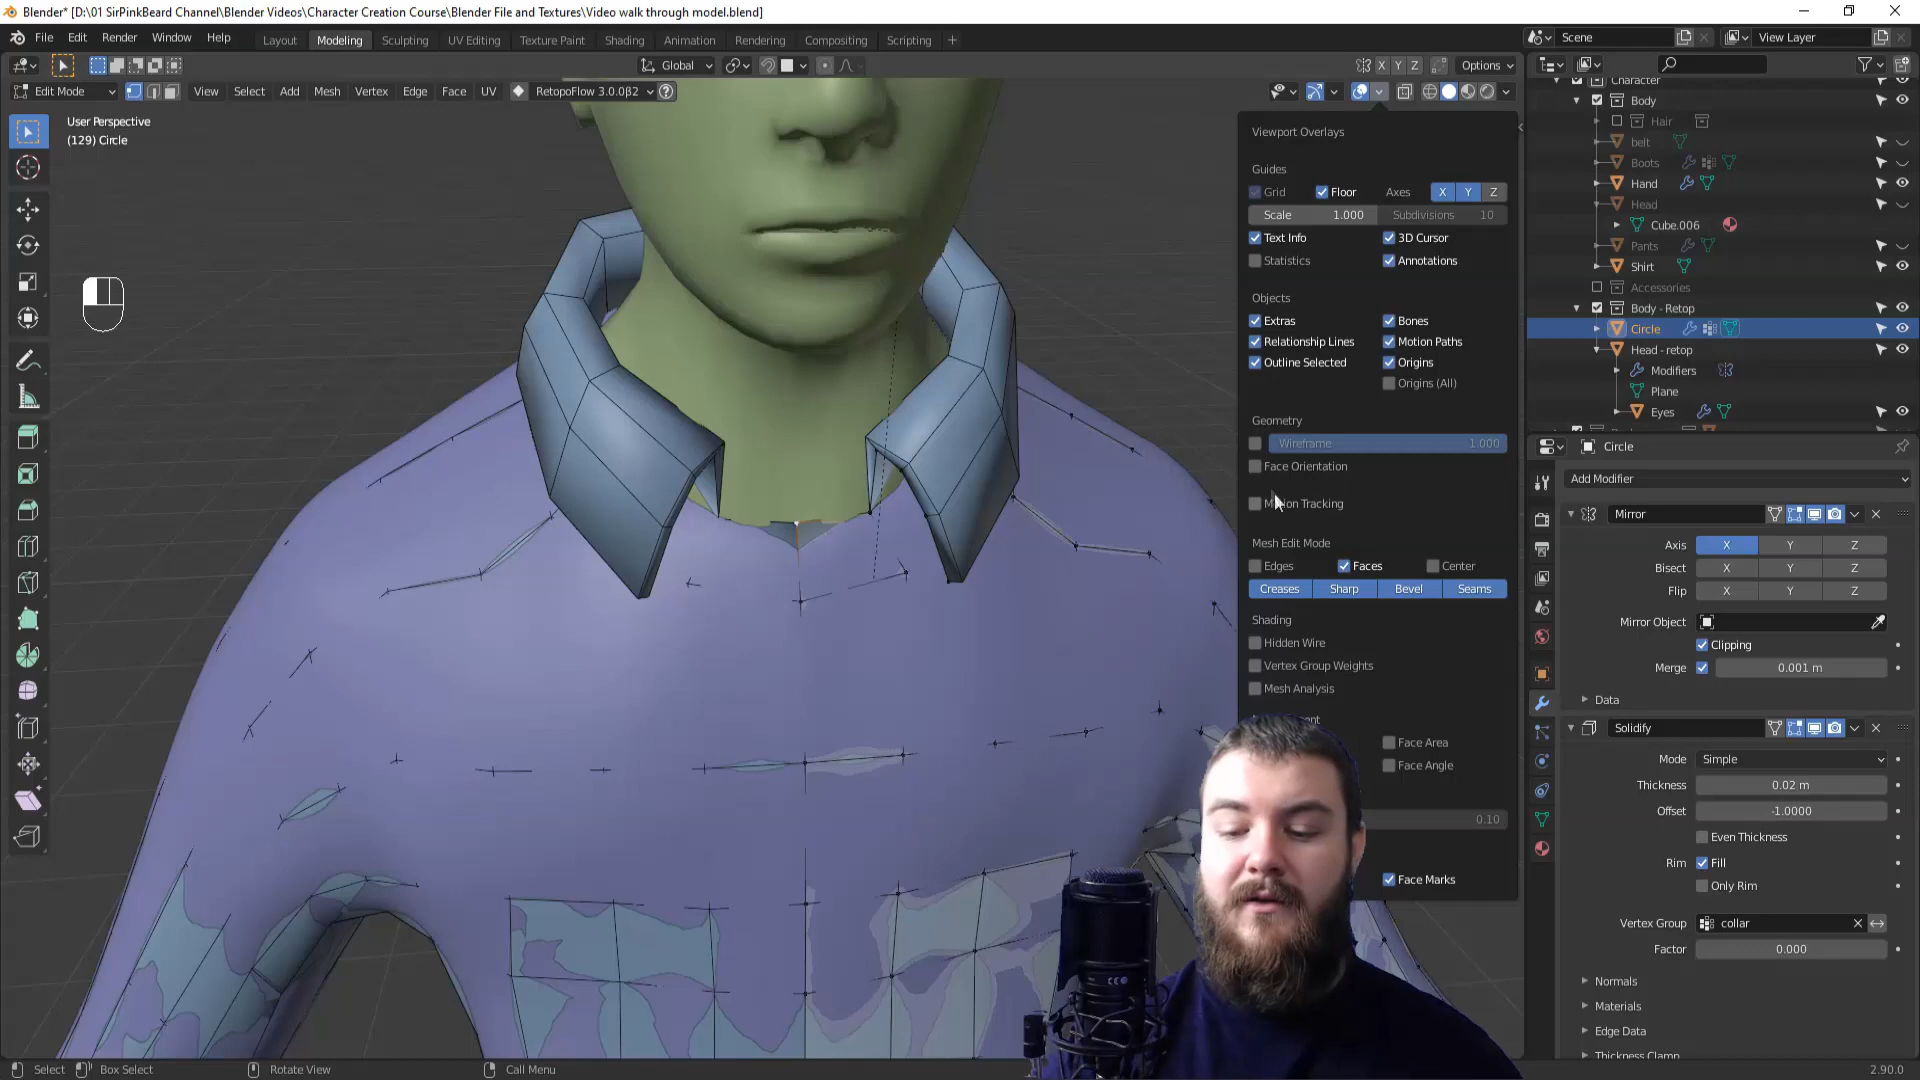 Blender* [D:\01 SirPinkBeard Channel\Blender Videos\Character Creation Course\Blender File and Textures\Video walk through model.blend]
File Edit Render Window Help Layout Modeling Sculpting UV Editing Texture Paint Shading Animation Rendering Compositing Scripting + Scene View Layer
Global X Y Z Options
Edit Mode View Select Add Mesh Vertex Edge Face UV RetopoFlow 3.0.0β2
User Perspective
(129) Circle
Viewport Overlays
Guides
Grid Floor Axes X Y Z
Scale 1.000 Subdivisions 10
Text Info 3D Cursor
Statistics Annotations
Objects
Extras Bones
Relationship Lines Motion Paths
Outline Selected Origins
Origins (All)
Geometry
Wireframe 1.000
Face Orientation
Tracking
Mesh Edit Mode
Edges Faces Center
Creases Sharp Bevel Seams
Shading
Hidden Wire
Vertex Group Weights
Mesh Analysis
Face Area
Face Angle
0.10
Face Marks
Character
Body
Hair
belt
Boots
Hand
Head
Cube.006
Pants
Shirt
Accessories
Body - Retop
Circle
Head - retop
Modifiers
Plane
Eyes
Circle
Add Modifier
Mirror
Axis X Y Z
Bisect X Y Z
Flip X Y Z
Mirror Object
Clipping
Merge 0.001 m
Data
Solidify
Mode Simple
Thickness 0.02 m
Offset -1.0000
Even Thickness
Rim Fill
Only Rim
Vertex Group collar
Factor 0.000
Normals
Materials
Edge Data
Thickness Clamp
Select Box Select Rotate View Call Menu 2.90.0